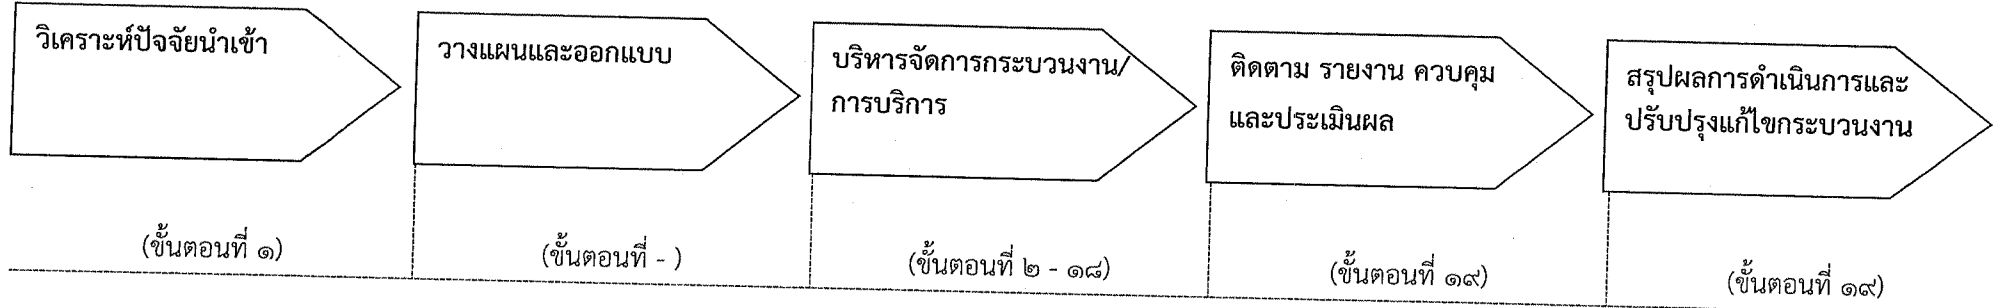 วิเคราะห์ปัจจัยนำเข้า
วางแผนและออกแบบ
บริหารจัดการกระบวนงาน/
การบริการ
ติดตาม รายงาน ควบคุม
และประเมินผล
สรุปผลการดำเนินการและ
ปรับปรุงแก้ไขกระบวนงาน
(ขั้นตอนที่ ๑)
(ขั้นตอนที่ - )
(ขั้นตอนที่ ๒ - ๑๘)
(ขั้นตอนที่ ๑๙)
(ขั้นตอนที่ ๑๙)